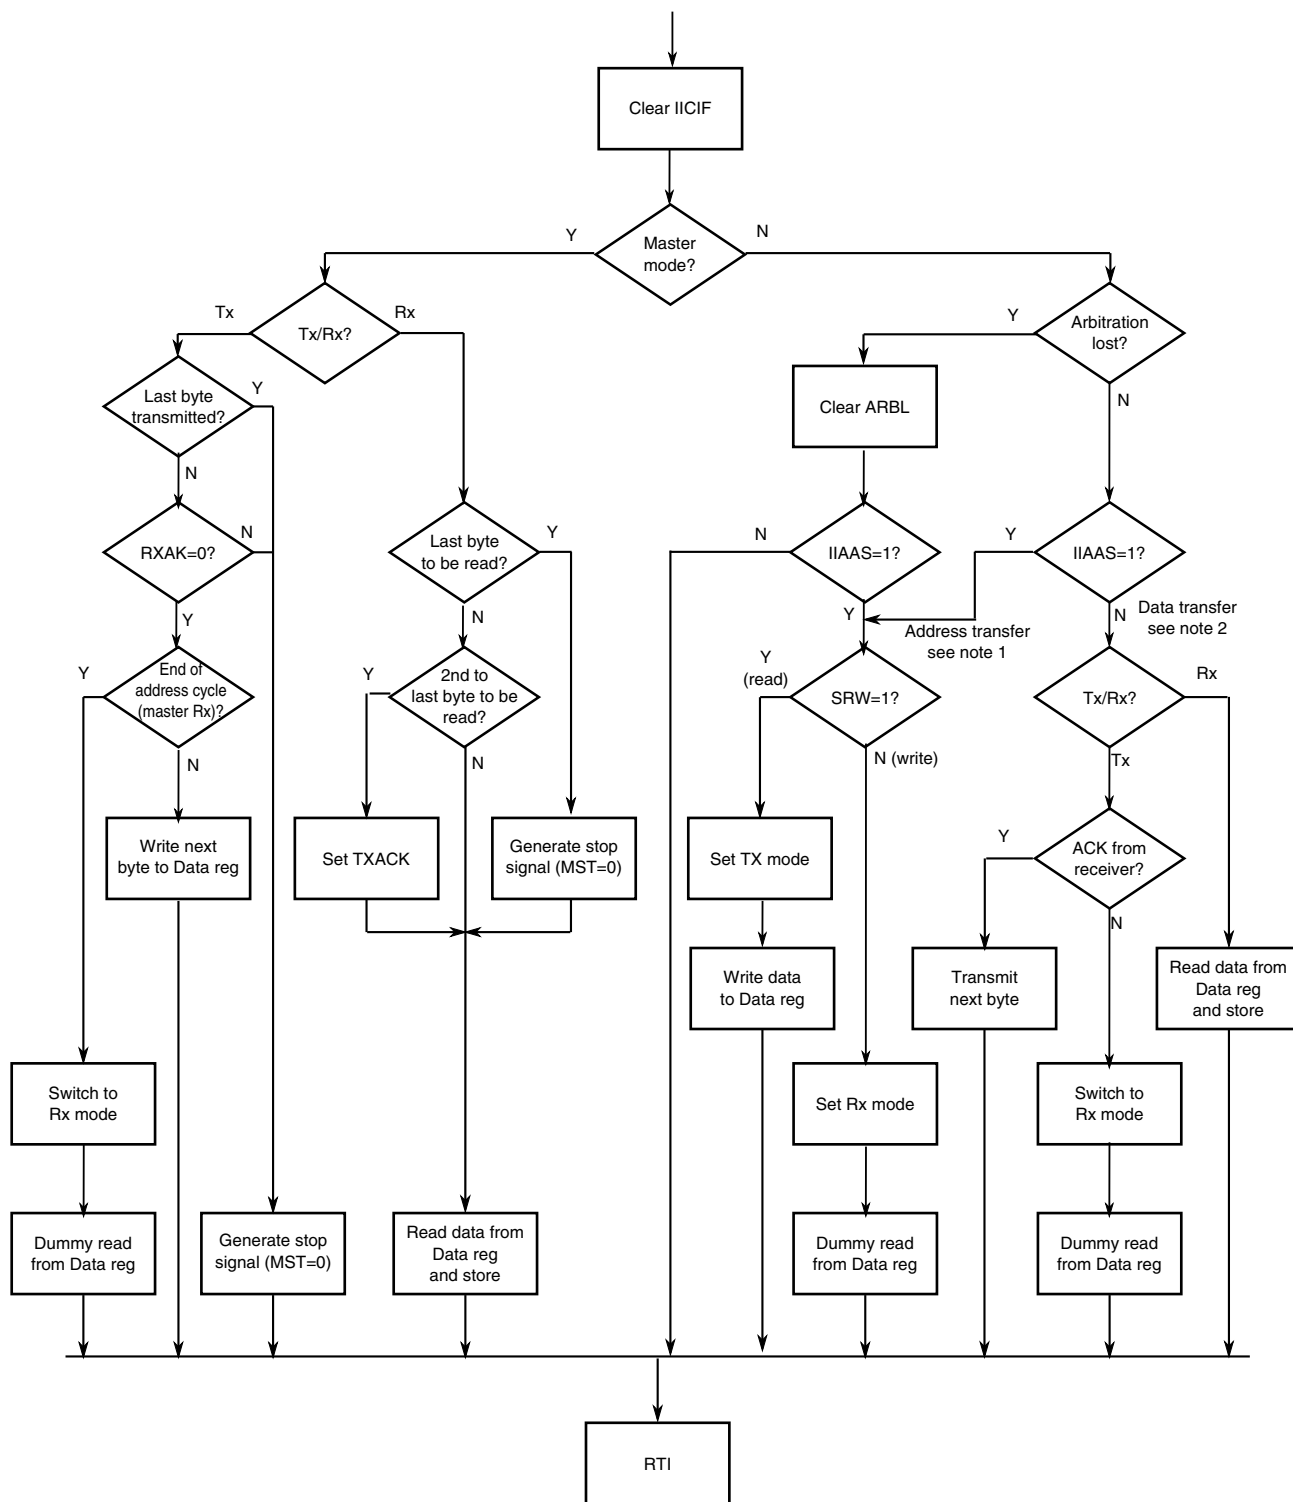 Clear IICIF
Y
Master
mode?
N
Tx
Tx/Rx?
Rx
Y
Arbitration
lost?
Last byte
transmitted?
Y
Clear ARBL
N
N
RXAK=0?
N
Last byte
to be read?
Y
N
IIAAS=1?
Y
IIAAS=1?
Y
N
Y
Address transfer
see note 1
N
Data transfer
see note 2
Y
End of
address cycle
(master Rx)?
Y
2nd to
last byte to be
read?
Y
(read)
SRW=1?
Tx/Rx?
Rx
N
N
N (write)
Tx
Write next
byte to Data reg
Set TXACK
Generate stop
signal (MST=0)
Set TX mode
Y
ACK from
receiver?
N
Write data
to Data reg
Transmit
next byte
Read data from
Data reg
and store
Switch to
Rx mode
Set Rx mode
Switch to
Rx mode
Dummy read
from Data reg
Generate stop
signal (MST=0)
Read data from
Data reg
and store
Dummy read
from Data reg
Dummy read
from Data reg
RTI